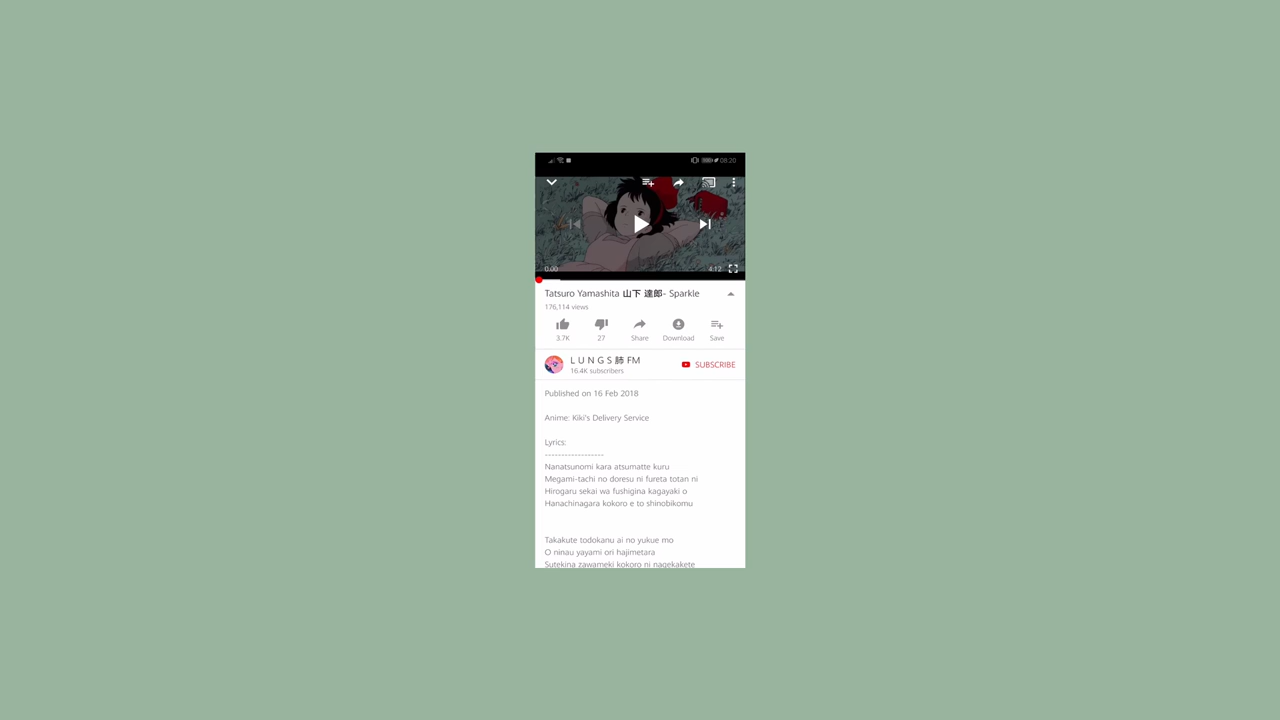 08:20
0:00
4:12
Tatsuro Yamashita 山下 達郎- Sparkle
176,114 views
3.7K 27 Share Download Save
L U N G S 肺 FM
16.4K subscribers
SUBSCRIBE
Published on 16 Feb 2018
Anime: Kiki's Delivery Service
Lyrics:
------------------
Nanatsunomi kara atsumatte kuru
Megami-tachi no doresu ni fureta totan ni
Hirogaru sekai wa fushigina kagayaki o
Hanachinagara kokoro e to shinobikomu
Takakute todokanu ai no yukue mo
O ninau yayami ori hajimetara
Sutekina zawameki kokoro ni nagekakete